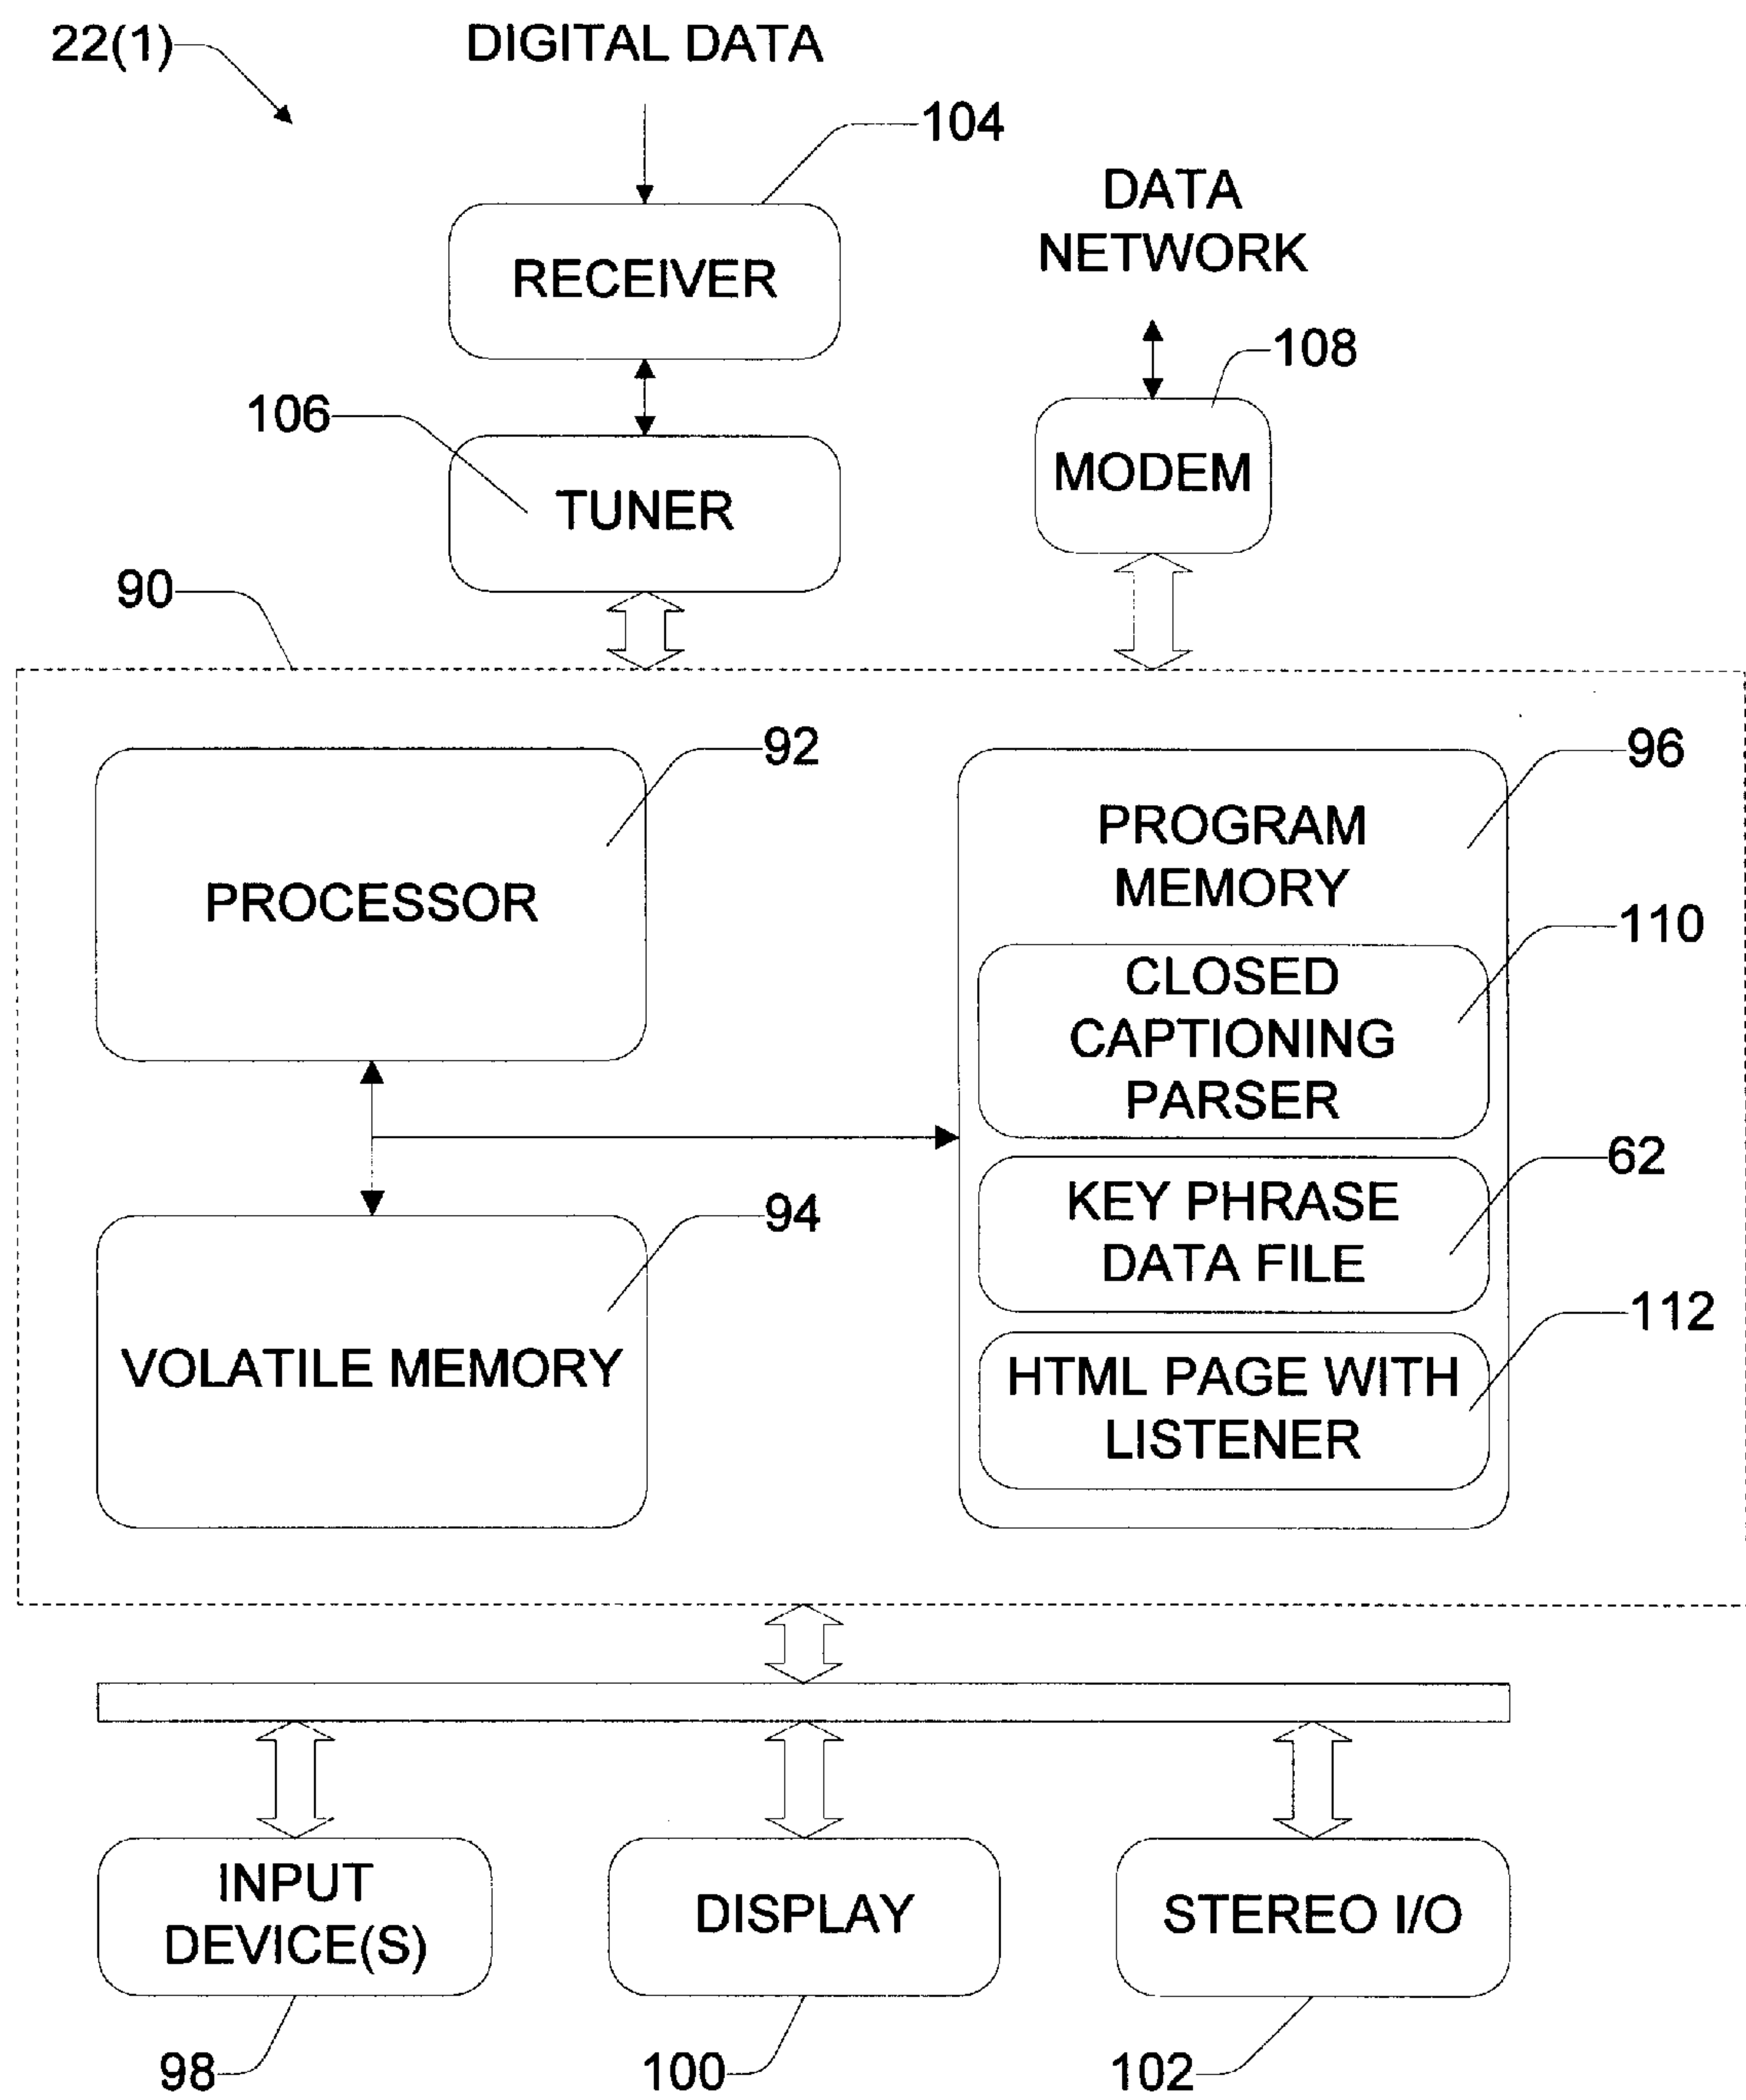 22(1)
DIGITAL DATA
104
RECEIVER
DATA
NETWORK
108
106
TUNER
MODEM
90
92
PROCESSOR
96
PROGRAM
MEMORY
110
CLOSED
CAPTIONING
PARSER
62
KEY PHRASE
DATA FILE
94
VOLATILE MEMORY
112
HTML PAGE WITH
LISTENER
INPUT
DEVICE(S)
DISPLAY
STEREO I/O
98
100
102